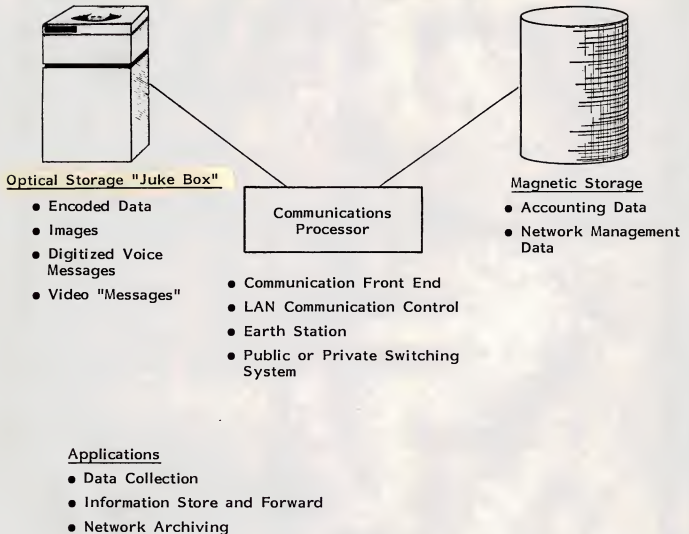 Optical Storage "Juke Box"
● Encoded Data
● Images
● Digitized Voice
Messages
● Video "Messages"
Communications
Processor
● Communication Front End
● LAN Communication Control
● Earth Station
● Public or Private Switching
System
Magnetic Storage
● Accounting Data
● Network Management
Data
Applications
● Data Collection
● Information Store and Forward
● Network Archiving